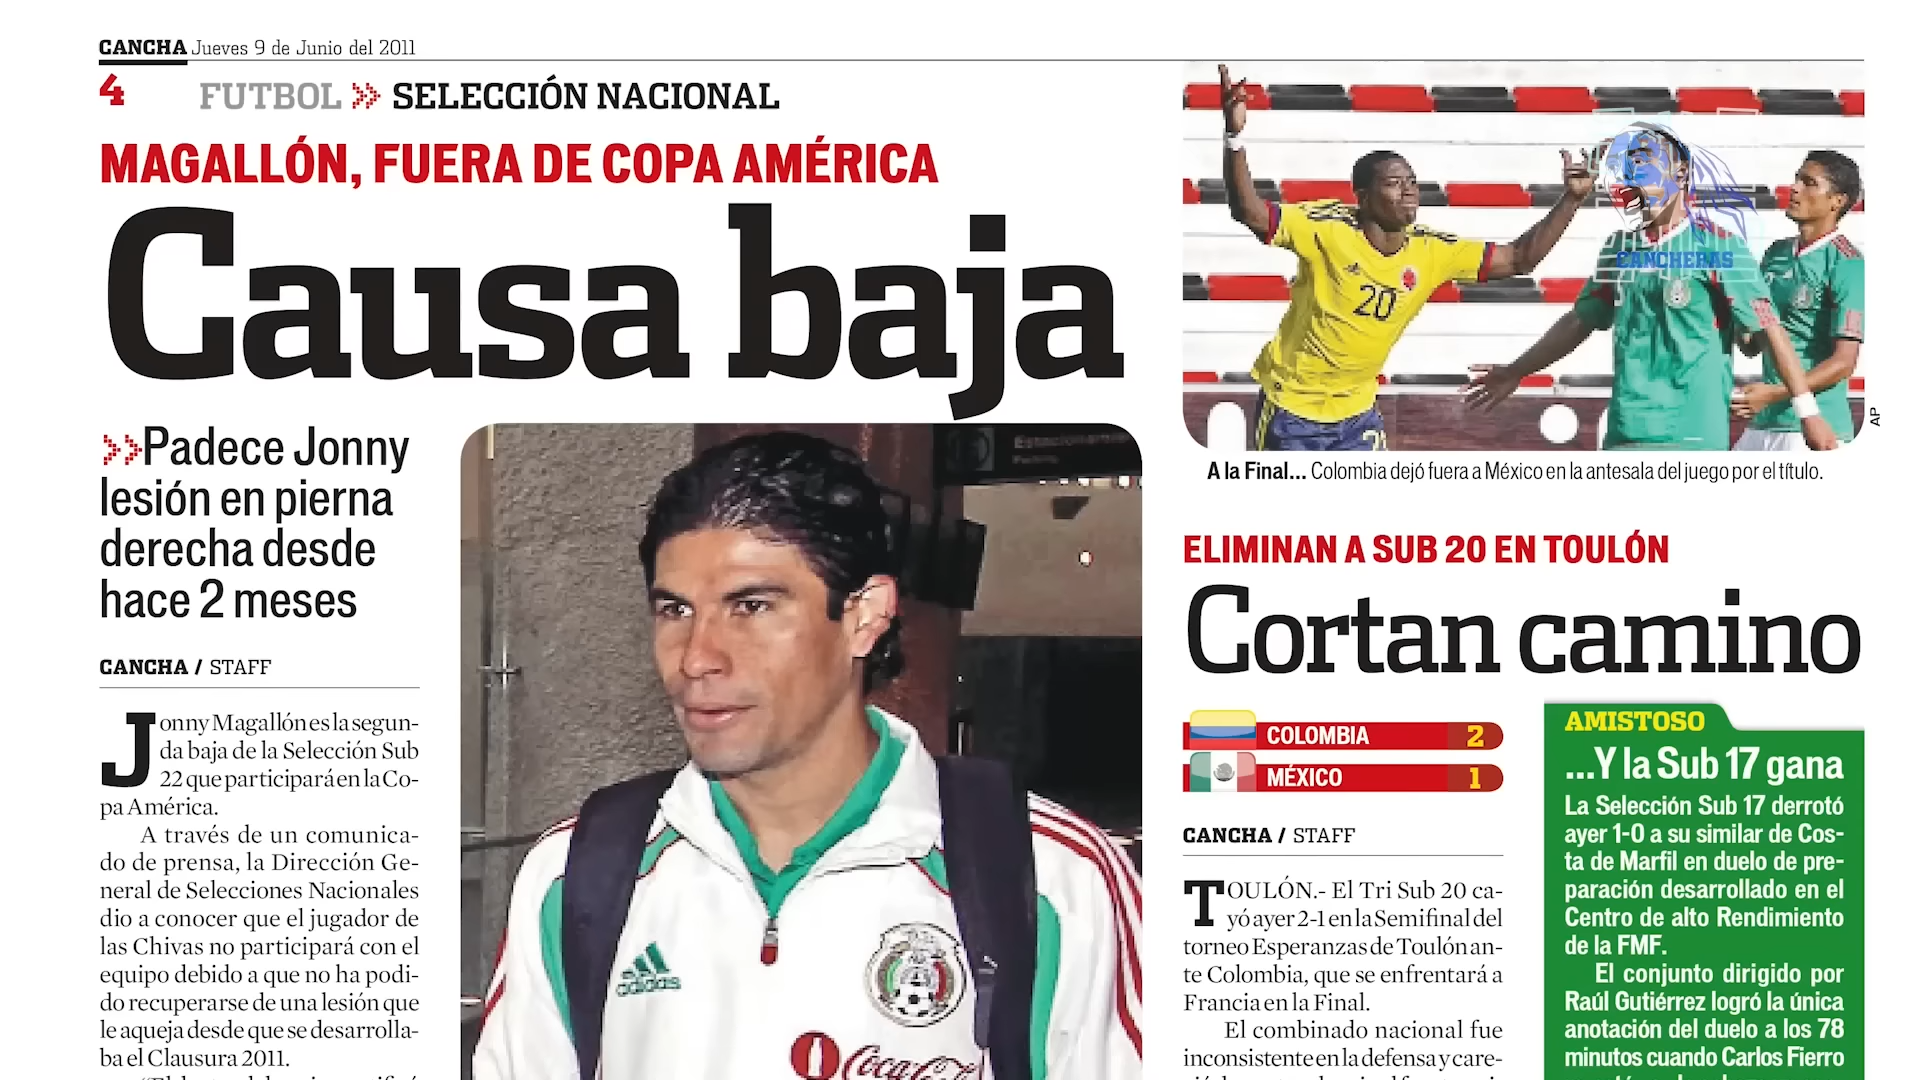 CANCHA Jueves 9 de Junio del 2011
4 FUTBOL >> SELECCIÓN NACIONAL
MAGALLÓN, FUERA DE COPA AMÉRICA
Causa baja
>>Padece Jonny
lesión en pierna
derecha desde
hace 2 meses
CANCHA / STAFF
Jonny Magallón es la segun-
da baja de la Selección Sub
22 que participará en la Co-
pa América.
A través de un comunica-
do de prensa, la Dirección Ge-
neral de Selecciones Nacionales
dio a conocer que el jugador de
las Chivas no participará con el
equipo debido a que no ha podi-
do recuperarse de una lesión que
le aqueja desde que se desarrolla-
ba el Clausura 2011.
adidas
Coca-Cola
20
CANCHERAS
AP
A la Final... Colombia dejó fuera a México en la antesala del juego por el título.
ELIMINAN A SUB 20 EN TOULÓN
Cortan camino
COLOMBIA 2
MÉXICO 1
CANCHA / STAFF
TOULÓN.- El Tri Sub 20 ca-
yó ayer 2-1 en la Semifinal del
torneo Esperanzas de Toulón an-
te Colombia, que se enfrentará a
Francia en la Final.
El combinado nacional fue
inconsistente en la defensa y care-
AMISTOSO
...Y la Sub 17 gana
La Selección Sub 17 derrotó
ayer 1-0 a su similar de Cos-
ta de Marfil en duelo de pre-
paración desarrollado en el
Centro de alto Rendimiento
de la FMF.
El conjunto dirigido por
Raúl Gutiérrez logró la única
anotación del duelo a los 78
minutos cuando Carlos Fierro